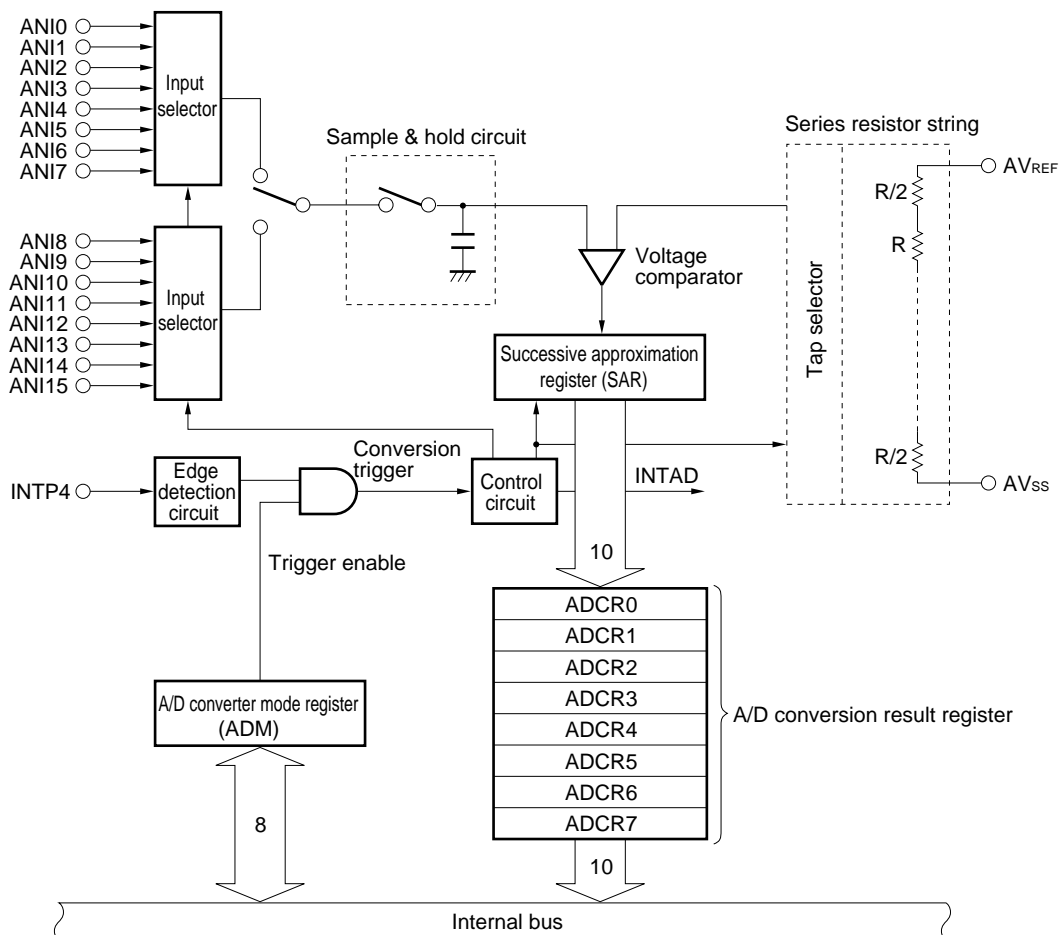 ANI0
ANI1
ANI2
ANI3
ANI4
ANI5
ANI6
ANI7
Input
selector
Sample & hold circuit
Series resistor string
AVREF
R/2
R
ANI8
ANI9
ANI10
ANI11
ANI12
ANI13
ANI14
ANI15
Input
selector
Voltage
comparator
Tap selector
Successive approximation
register (SAR)
R/2
AVSS
INTP4
Edge
detection
circuit
Conversion
trigger
Control
circuit
INTAD
Trigger enable
10
ADCR0
ADCR1
ADCR2
ADCR3
ADCR4
ADCR5
ADCR6
ADCR7
A/D conversion result register
A/D converter mode register
(ADM)
8
10
Internal bus